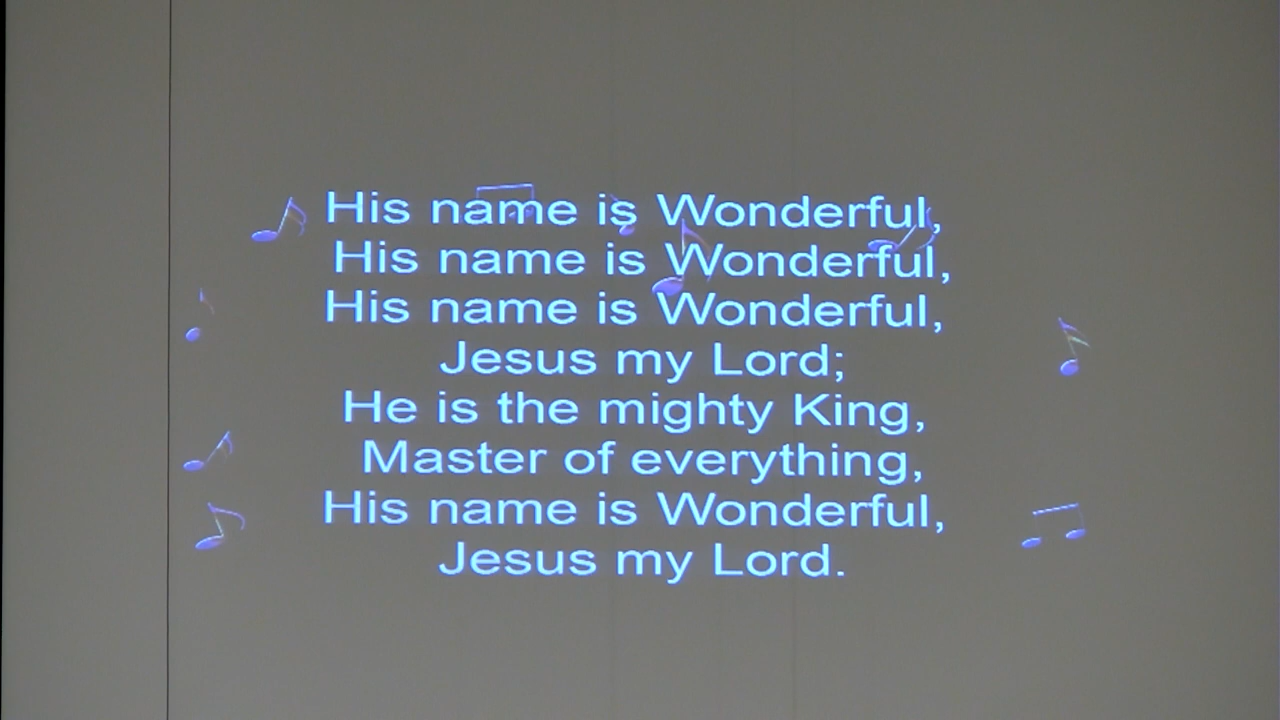 His name is Wonderful,
His name is Wonderful,
His name is Wonderful,
Jesus my Lord;
He is the mighty King,
Master of everything,
His name is Wonderful,
Jesus my Lord.